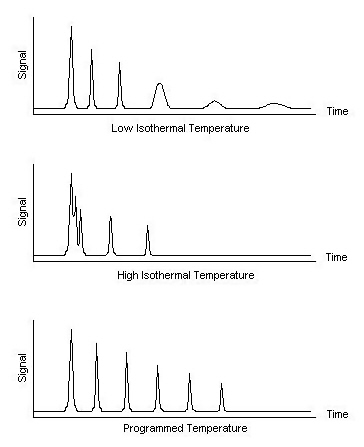 Signal
Time
Low Isothermal Temperature
Signal
Time
High Isothermal Temperature
Signal
Time
Programmed Temperature